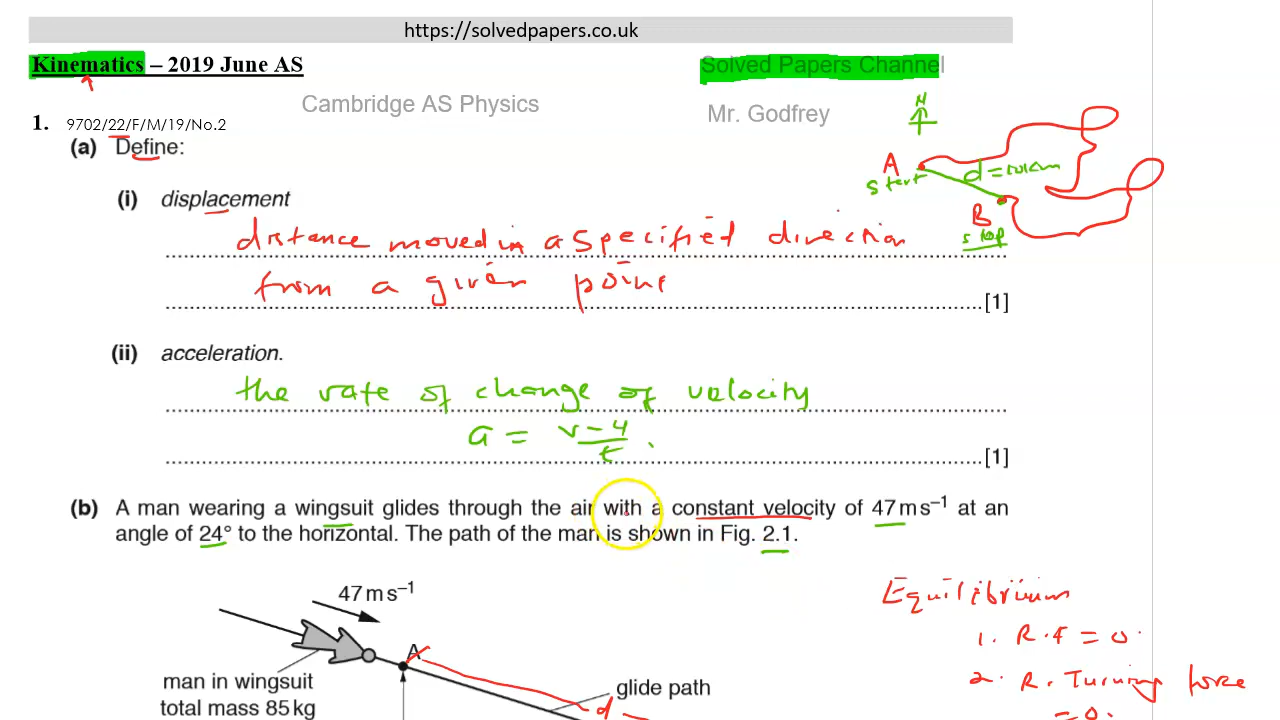 https://solvedpapers.co.uk
Kinematics – 2019 June AS
Solved Papers Channel
Cambridge AS Physics
Mr. Godfrey
N
1. 9702/22/F/M/19/No.2
(a) Define:
A
start
B
stop
(i) displacement
distance moved in a specified direction
from a given point
[1]
(ii) acceleration.
the rate of change of velocity
a = v-u/t.
[1]
(b) A man wearing a wingsuit glides through the air with a constant velocity of 47 m s⁻¹ at an
angle of 24° to the horizontal. The path of the man is shown in Fig. 2.1.
47 m s⁻¹
A
man in wingsuit
total mass 85 kg
glide path
d
Equilibrium
1. R.F = 0.
2. R. Turning force
= 0.